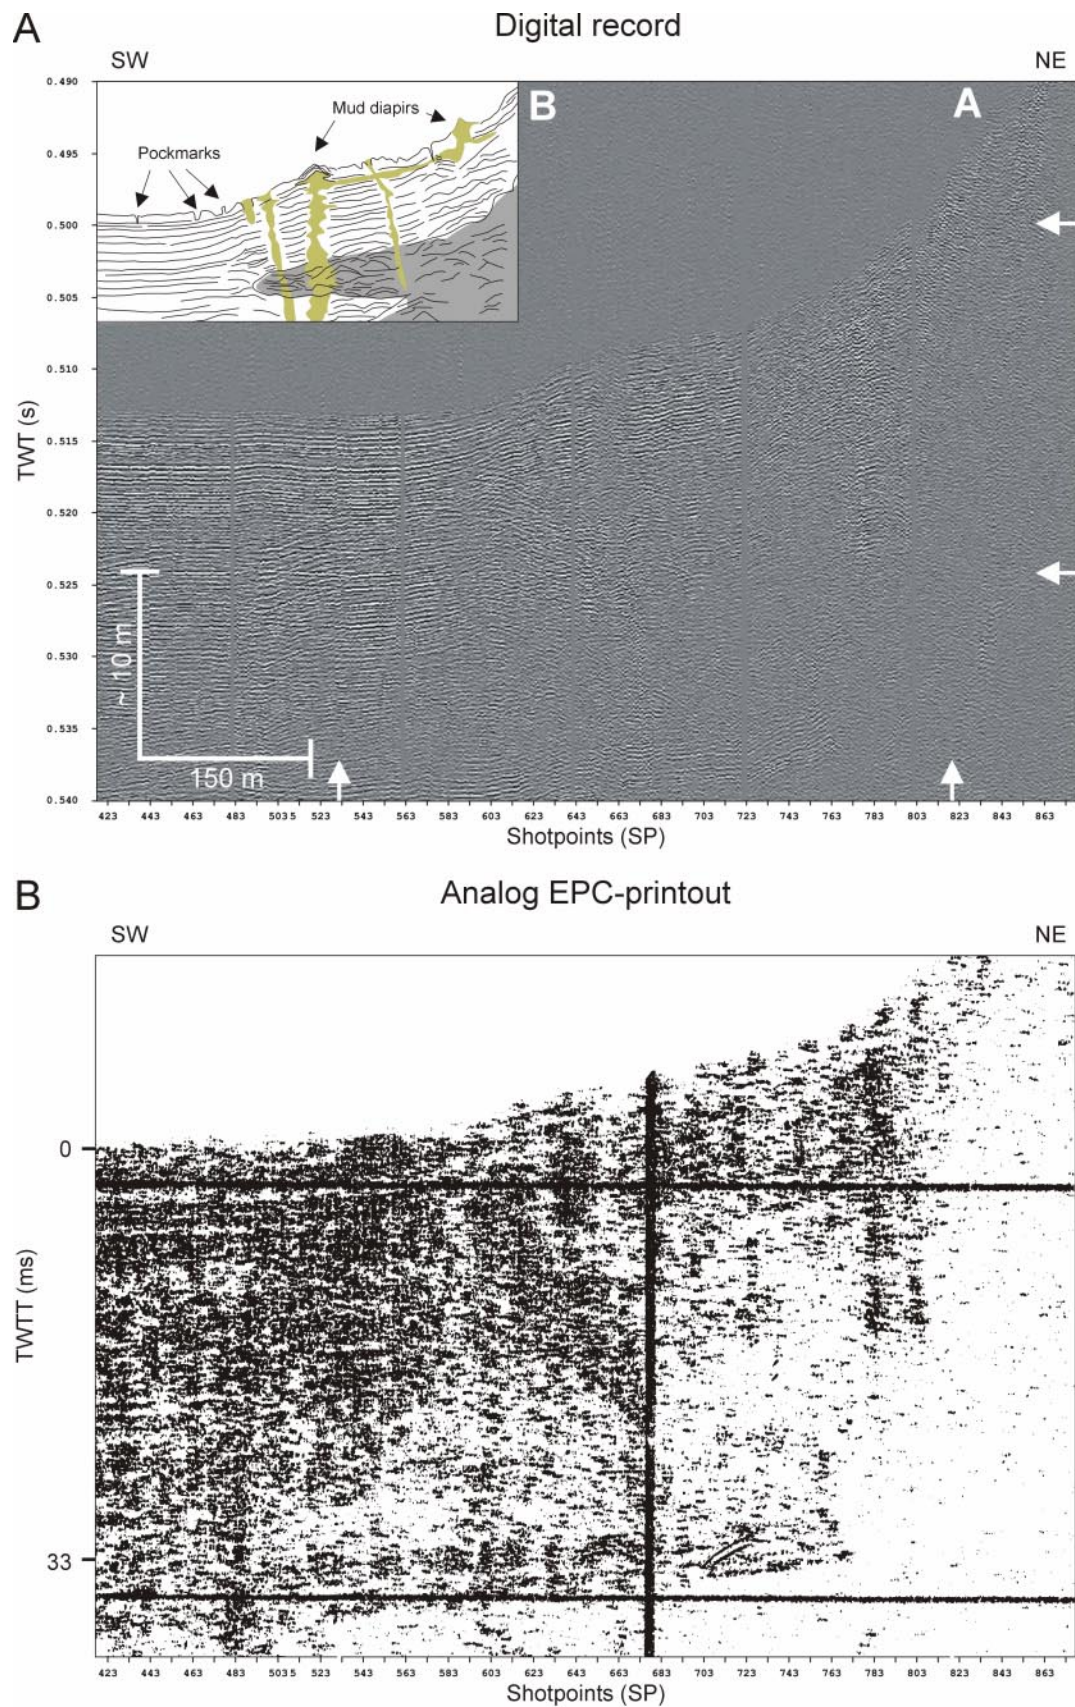 A
Digital record
SW
NE
B
A
Mud diapirs
Pockmarks
0.490
0.495
0.500
0.505
0.510
0.515
0.520
0.525
0.530
0.535
0.540
TWT (s)
~ 10 m
150 m
423 443 463 483 503 5 523 543 563 583 603 623 643 663 683 703 723 743 763 783 803 823 843 863
Shotpoints (SP)
B
Analog EPC-printout
SW
NE
0
33
TWTT (ms)
423 443 463 483 503 523 543 563 583 603 623 643 663 683 703 723 743 763 783 803 823 843 863
Shotpoints (SP)